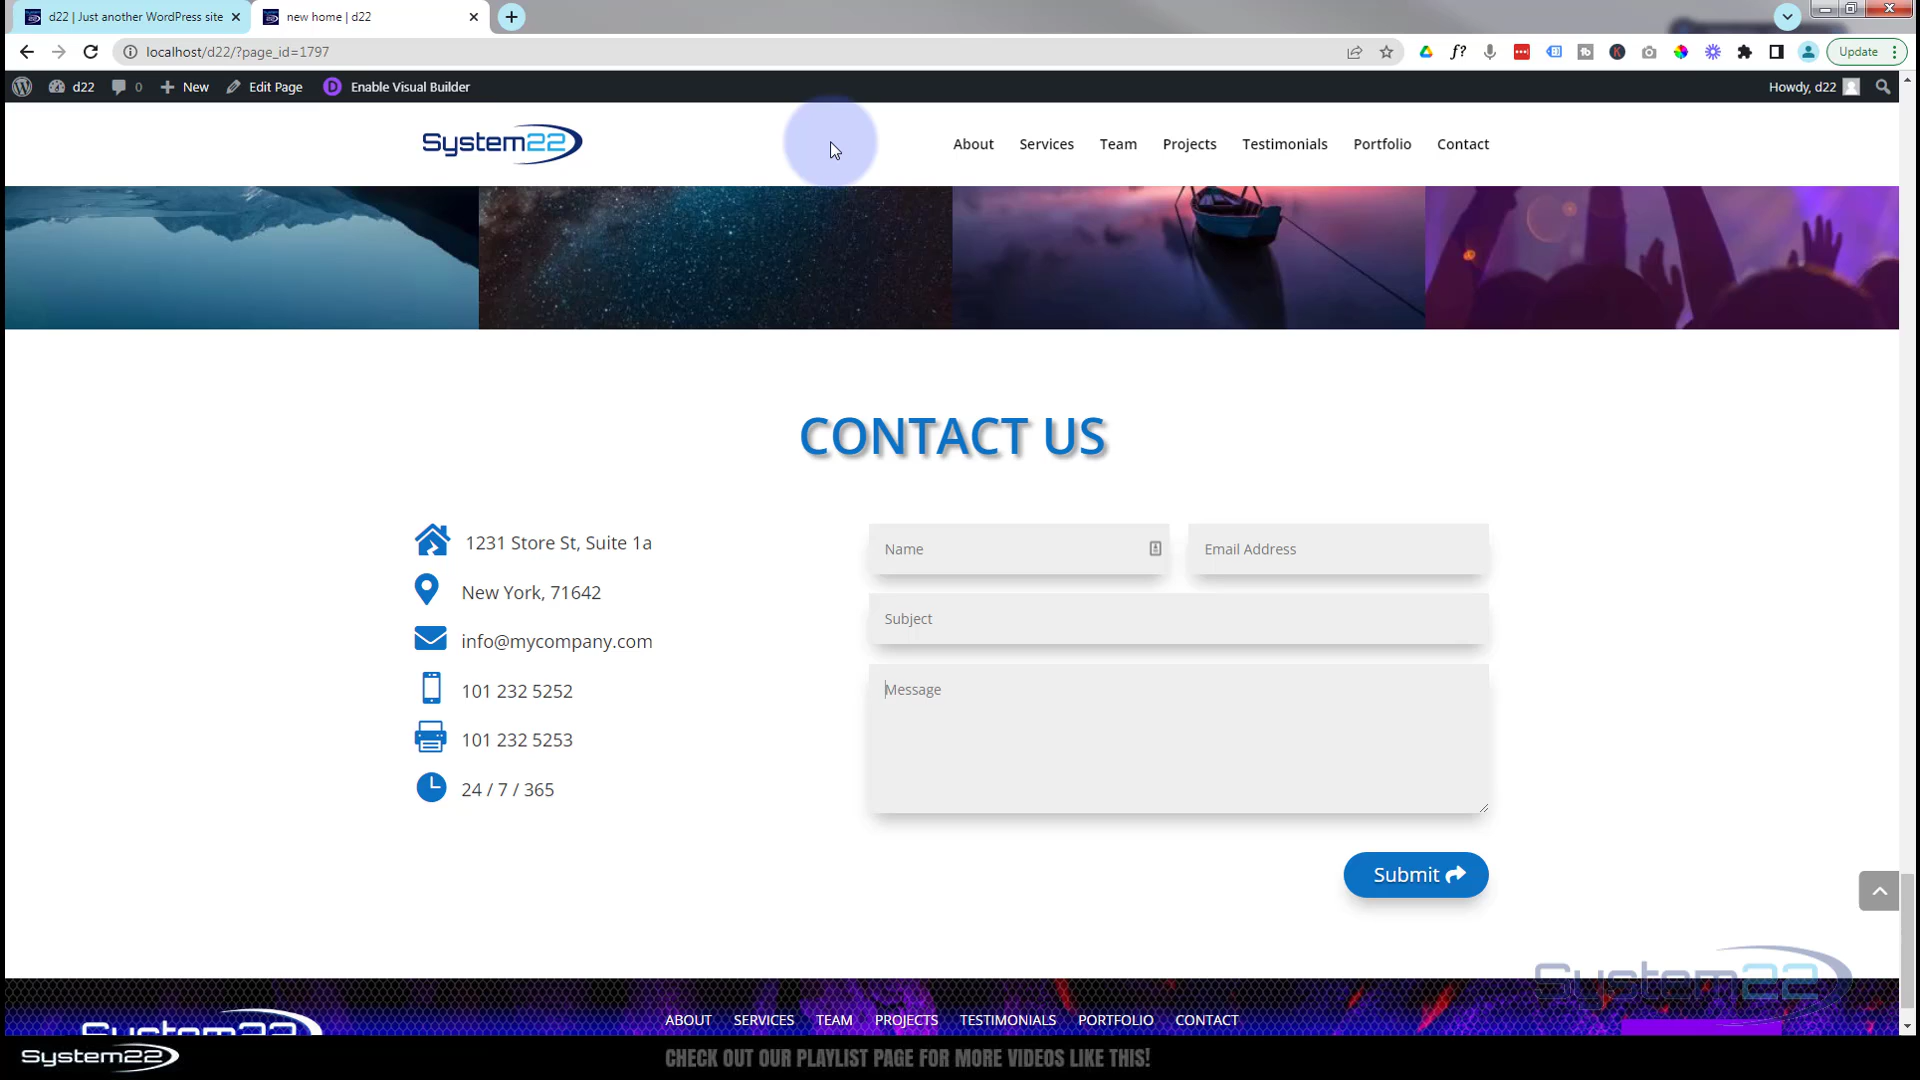 d22 | Just another WordPress site
new home | d22
localhost/d22/?page_id=1797
Update
d22
0
New
Edit Page
Enable Visual Builder
Howdy, d22
System22
About
Services
Team
Projects
Testimonials
Portfolio
Contact
CONTACT US
1231 Store St, Suite 1a
New York, 71642
info@mycompany.com
101 232 5252
101 232 5253
24 / 7 / 365
Name
Email Address
Subject
Message
Submit
System22
System22
ABOUT
SERVICES
TEAM
PROJECTS
TESTIMONIALS
PORTFOLIO
CONTACT
System22
CHECK OUT OUR PLAYLIST PAGE FOR MORE VIDEOS LIKE THIS!